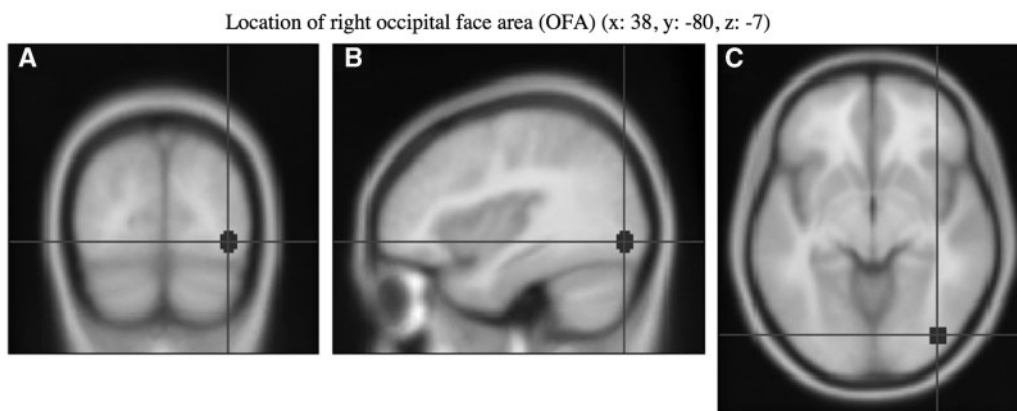 Location of right occipital face area (OFA) (x: 38, y: -80, z: -7)
A
B
C